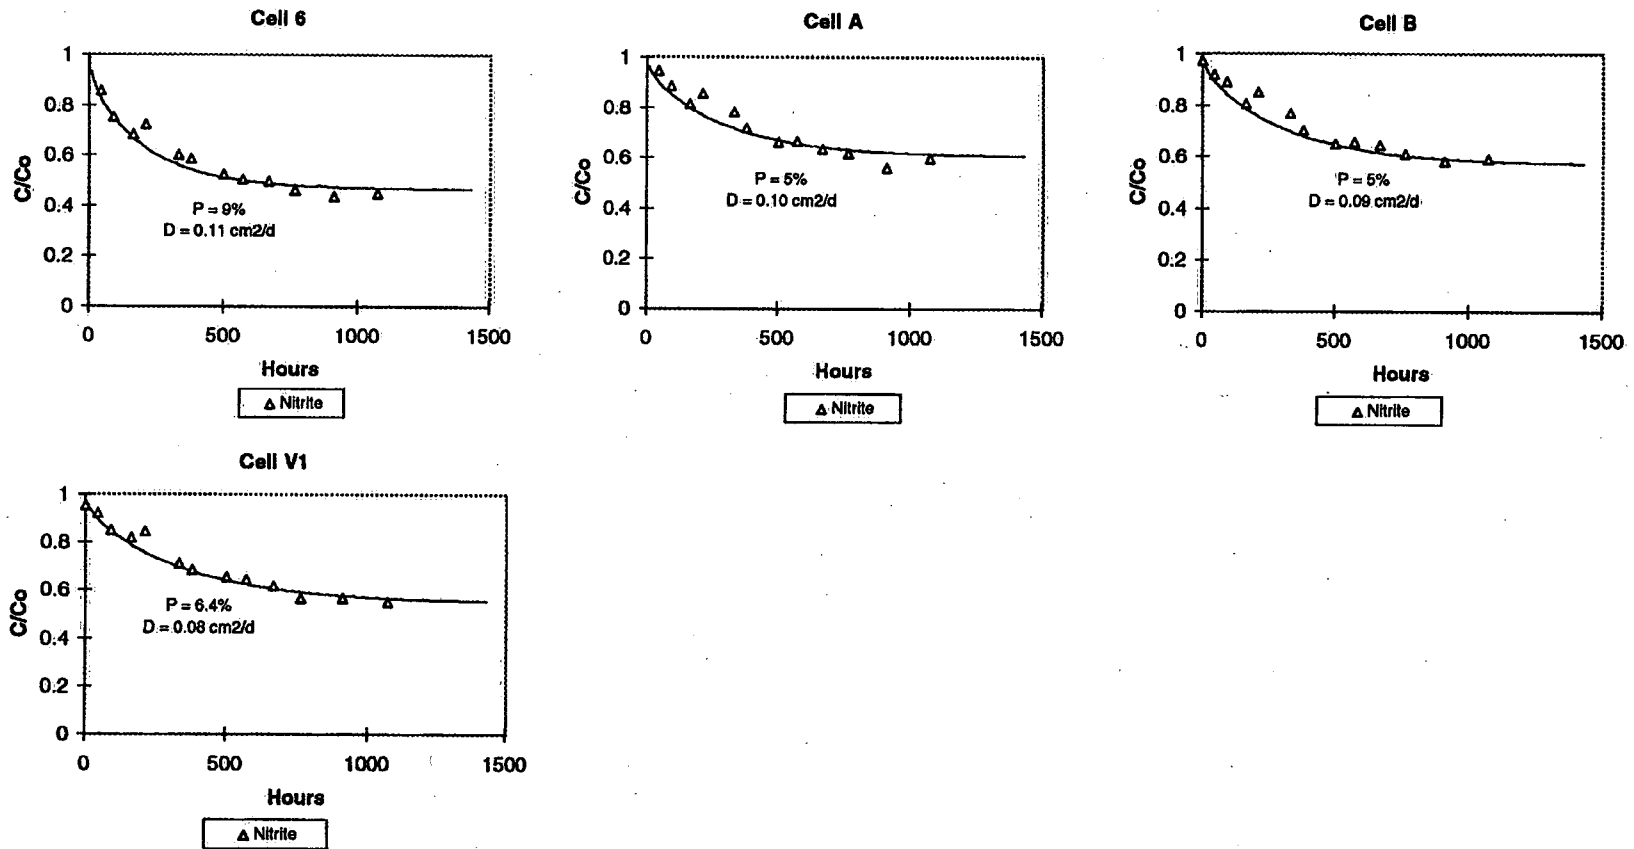 Cell 6
1
0.8
0.6
0.4
0.2
0
C/Co
P = 9%
D = 0.11 cm2/d
0 500 1000 1500
Hours
Nitrite
Cell A
1
0.8
0.6
0.4
0.2
0
C/Co
P = 5%
D = 0.10 cm2/d
0 500 1000 1500
Hours
Nitrite
Cell B
1
0.8
0.6
0.4
0.2
0
C/Co
P = 5%
D = 0.09 cm2/d
0 500 1000 1500
Hours
Nitrite
Cell V1
1
0.8
0.6
0.4
0.2
0
C/Co
P = 6.4%
D = 0.08 cm2/d
0 500 1000 1500
Hours
Nitrite